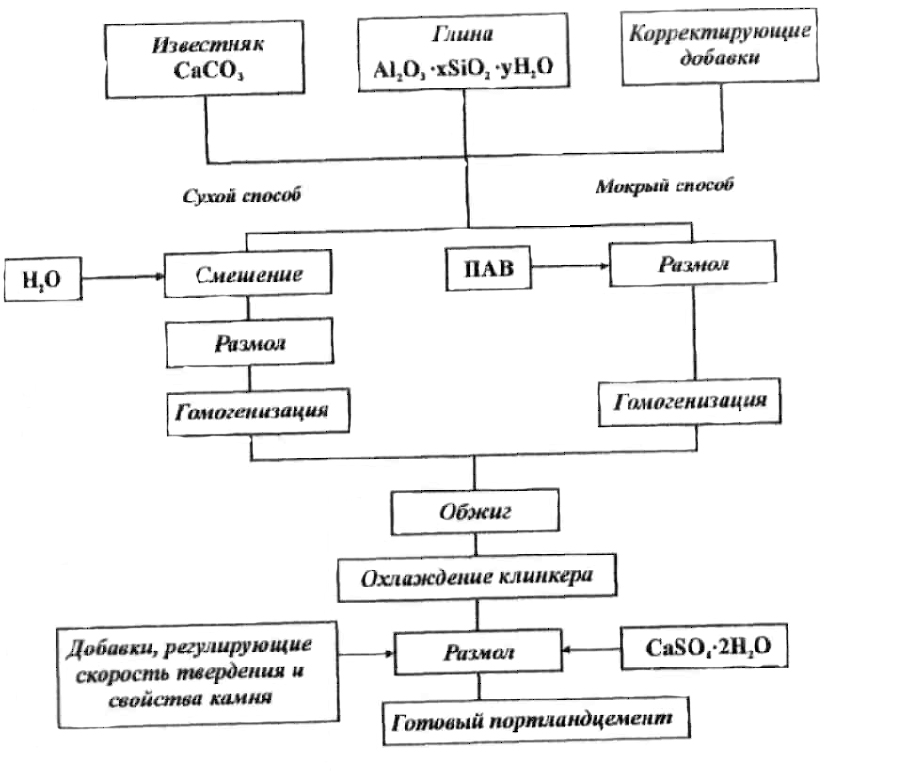 Известняк
CaCO₃
Глина
Al₂O₃·xSiO₂·yH₂O
Корректирующие
добавки
Сухой способ
Мокрый способ
H₂O
Смешение
ПАВ
Размол
Размол
Гомогенизация
Гомогенизация
Обжиг
Охлаждение клинкера
Добавки, регулирующие
скорость твердения и
свойства камня
Размол
CaSO₄·2H₂O
Готовый портландцемент